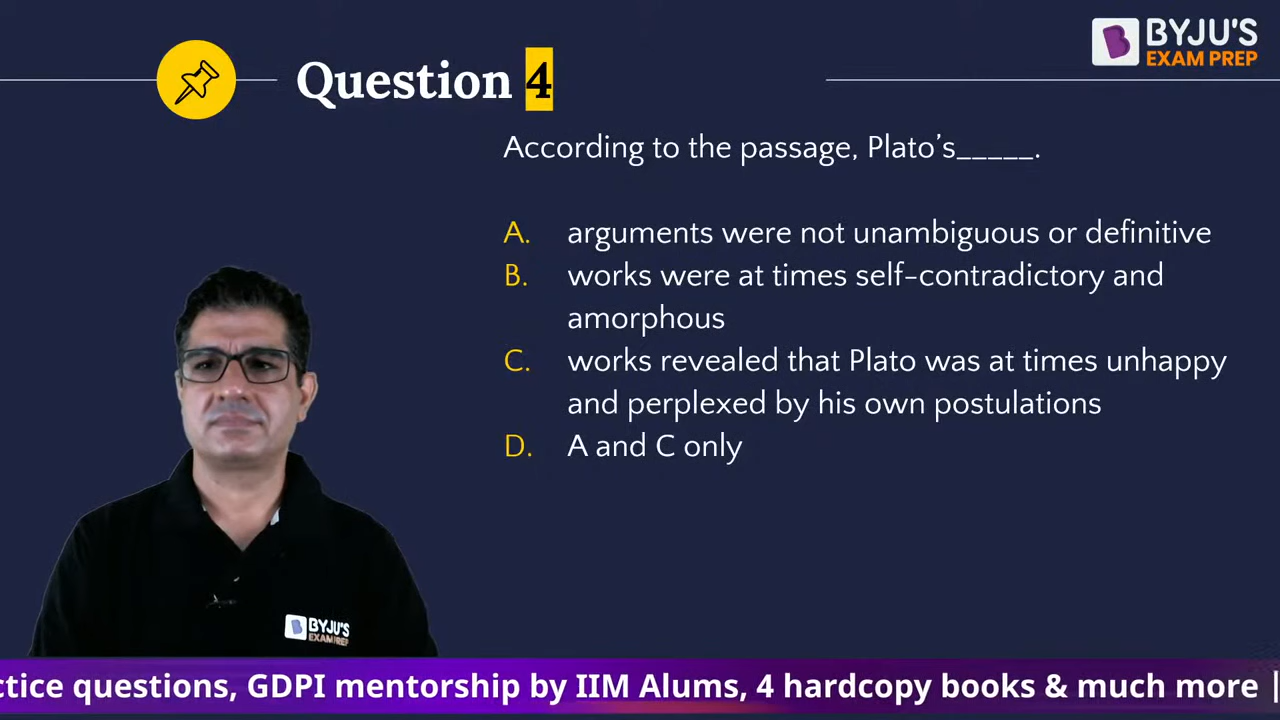 BYJU'S
EXAM PREP
Question 4
According to the passage, Plato's_____.
A. arguments were not unambiguous or definitive
B. works were at times self-contradictory and
amorphous
C. works revealed that Plato was at times unhappy
and perplexed by his own postulations
D. A and C only
BYJU'S
EXAM PREP
ctice questions, GDPI mentorship by IIM Alums, 4 hardcopy books & much more |